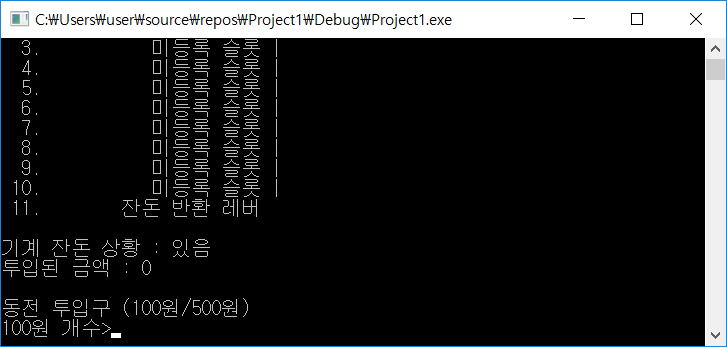 C:₩Users₩user₩source₩repos₩Project1₩Debug₩Project1.exe
3. 미등록 슬롯 |
4. 미등록 슬롯 |
5. 미등록 슬롯 |
6. 미등록 슬롯 |
7. 미등록 슬롯 |
8. 미등록 슬롯 |
9. 미등록 슬롯 |
10. 미등록 슬롯 |
11. 잔돈 반환 레버
기계 잔돈 상황 : 있음
투입된 금액 : 0
동전 투입구 (100원/500원)
100원 개수>